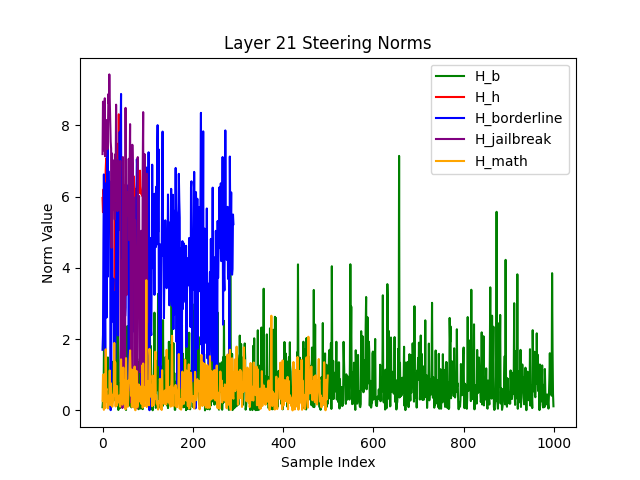 Layer 21 Steering Norms
H_b
H_h
H_borderline
H_jailbreak
H_math
Norm Value
8
6
4
2
0
0 200 400 600 800 1000
Sample Index